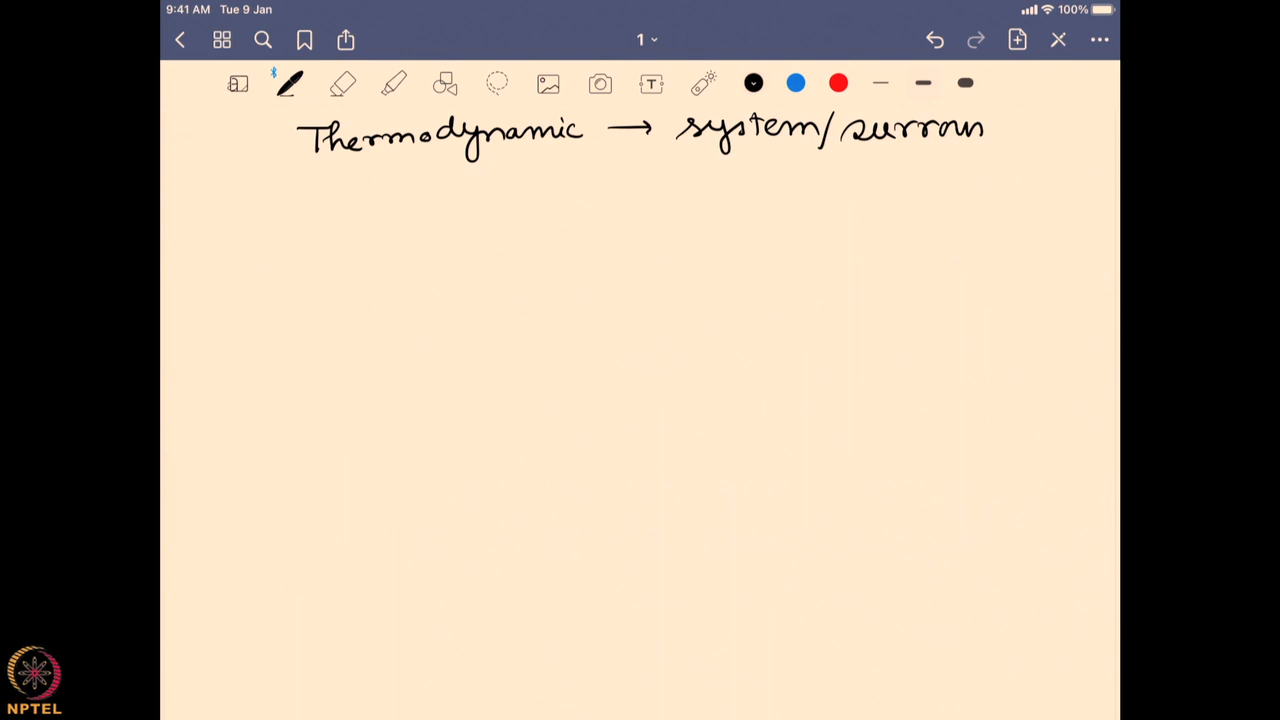 9:41 AM Tue 9 Jan
100%
1
T
Thermodynamic → system/surroun
NPTEL